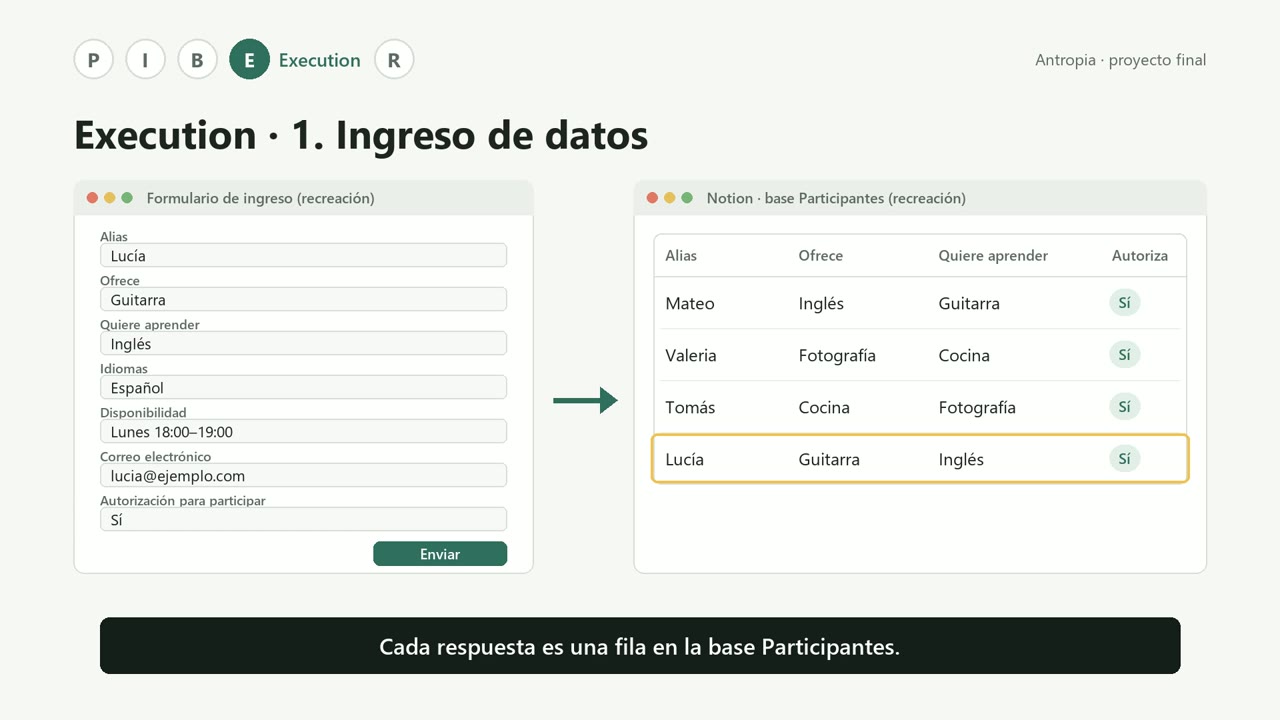 P I B E Execution R
Antropia · proyecto final
Execution · 1. Ingreso de datos
Formulario de ingreso (recreación)
Alias
Lucía
Ofrece
Guitarra
Quiere aprender
Inglés
Idiomas
Español
Disponibilidad
Lunes 18:00–19:00
Correo electrónico
lucia@ejemplo.com
Autorización para participar
Sí
Enviar
Notion · base Participantes (recreación)
Alias Ofrece Quiere aprender Autoriza
Mateo Inglés Guitarra Sí
Valeria Fotografía Cocina Sí
Tomás Cocina Fotografía Sí
Lucía Guitarra Inglés Sí
Cada respuesta es una fila en la base Participantes.